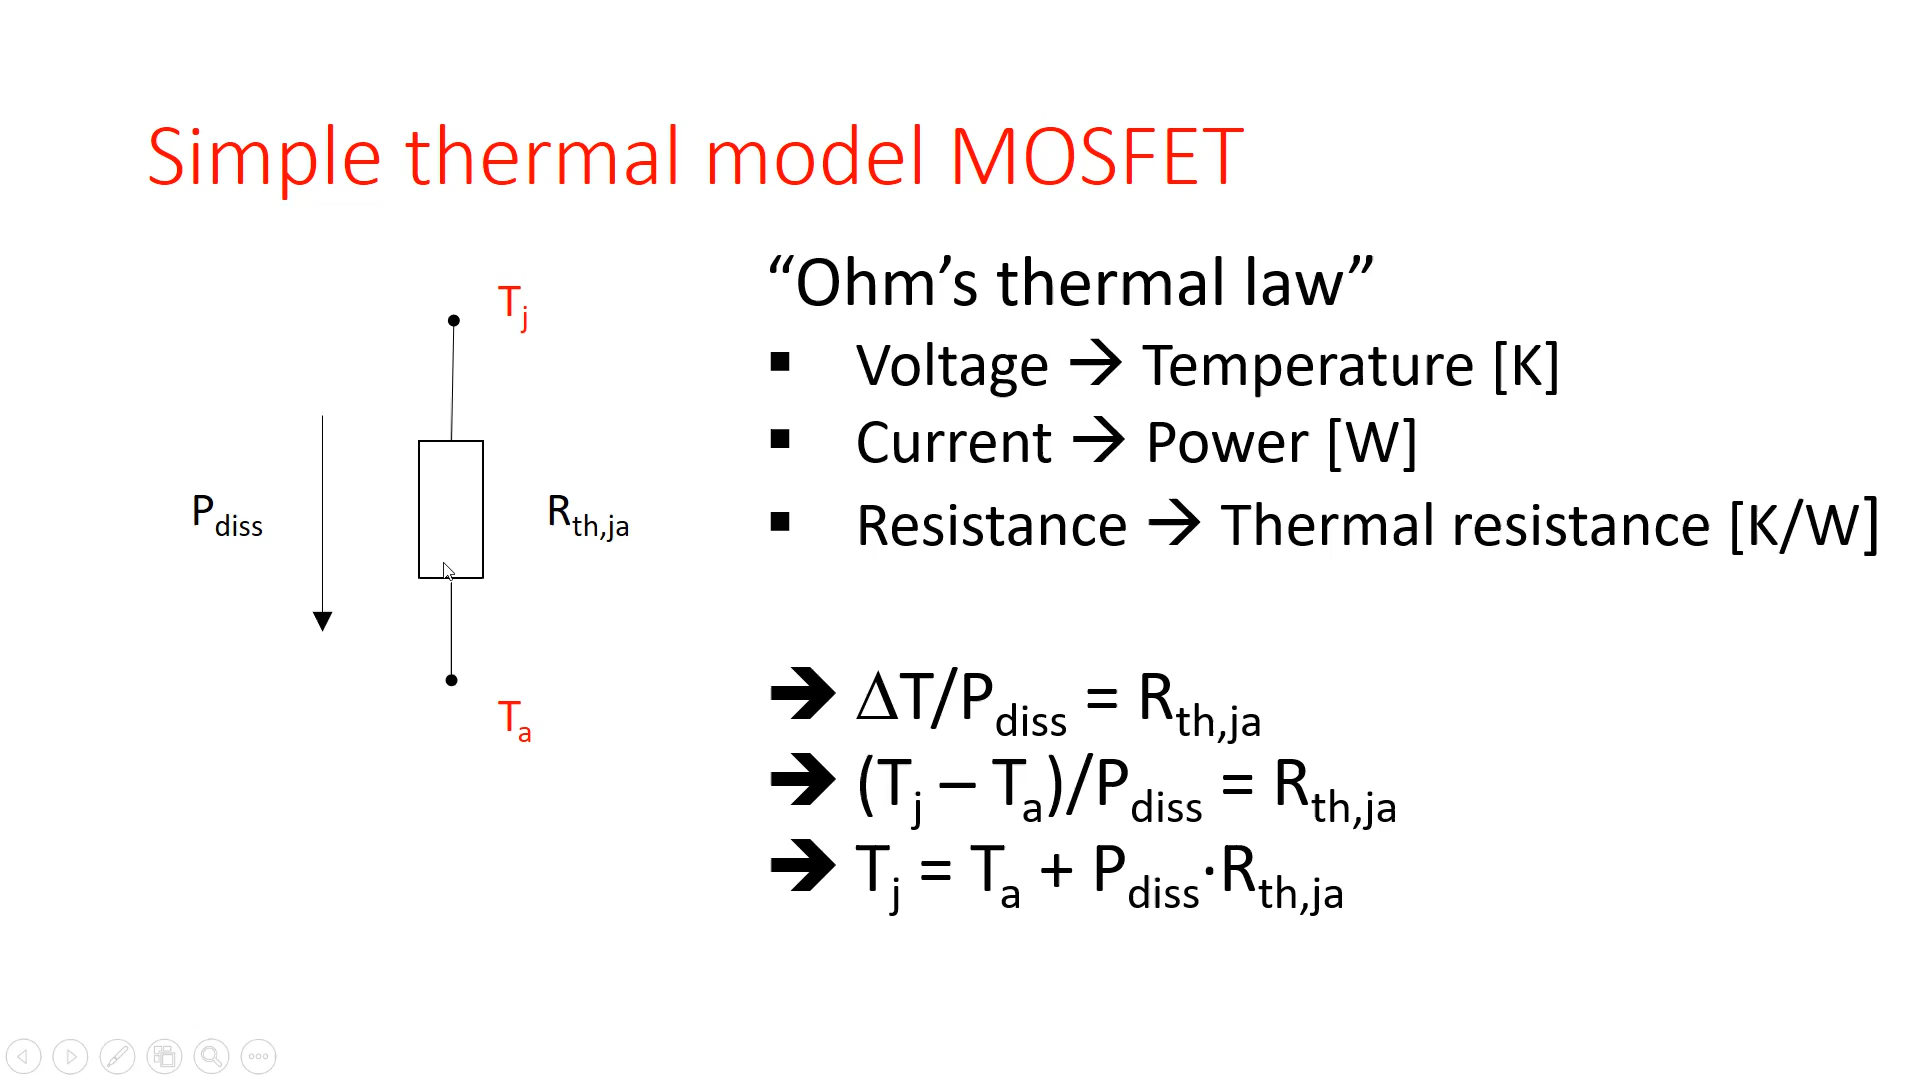 Simple thermal model MOSFET
T_j
P_diss
R_th,ja
T_a
“Ohm’s thermal law”
▪ Voltage → Temperature [K]
▪ Current → Power [W]
▪ Resistance → Thermal resistance [K/W]
➔ ΔT/P_diss = R_th,ja
➔ (T_j – T_a)/P_diss = R_th,ja
➔ T_j = T_a + P_diss·R_th,ja